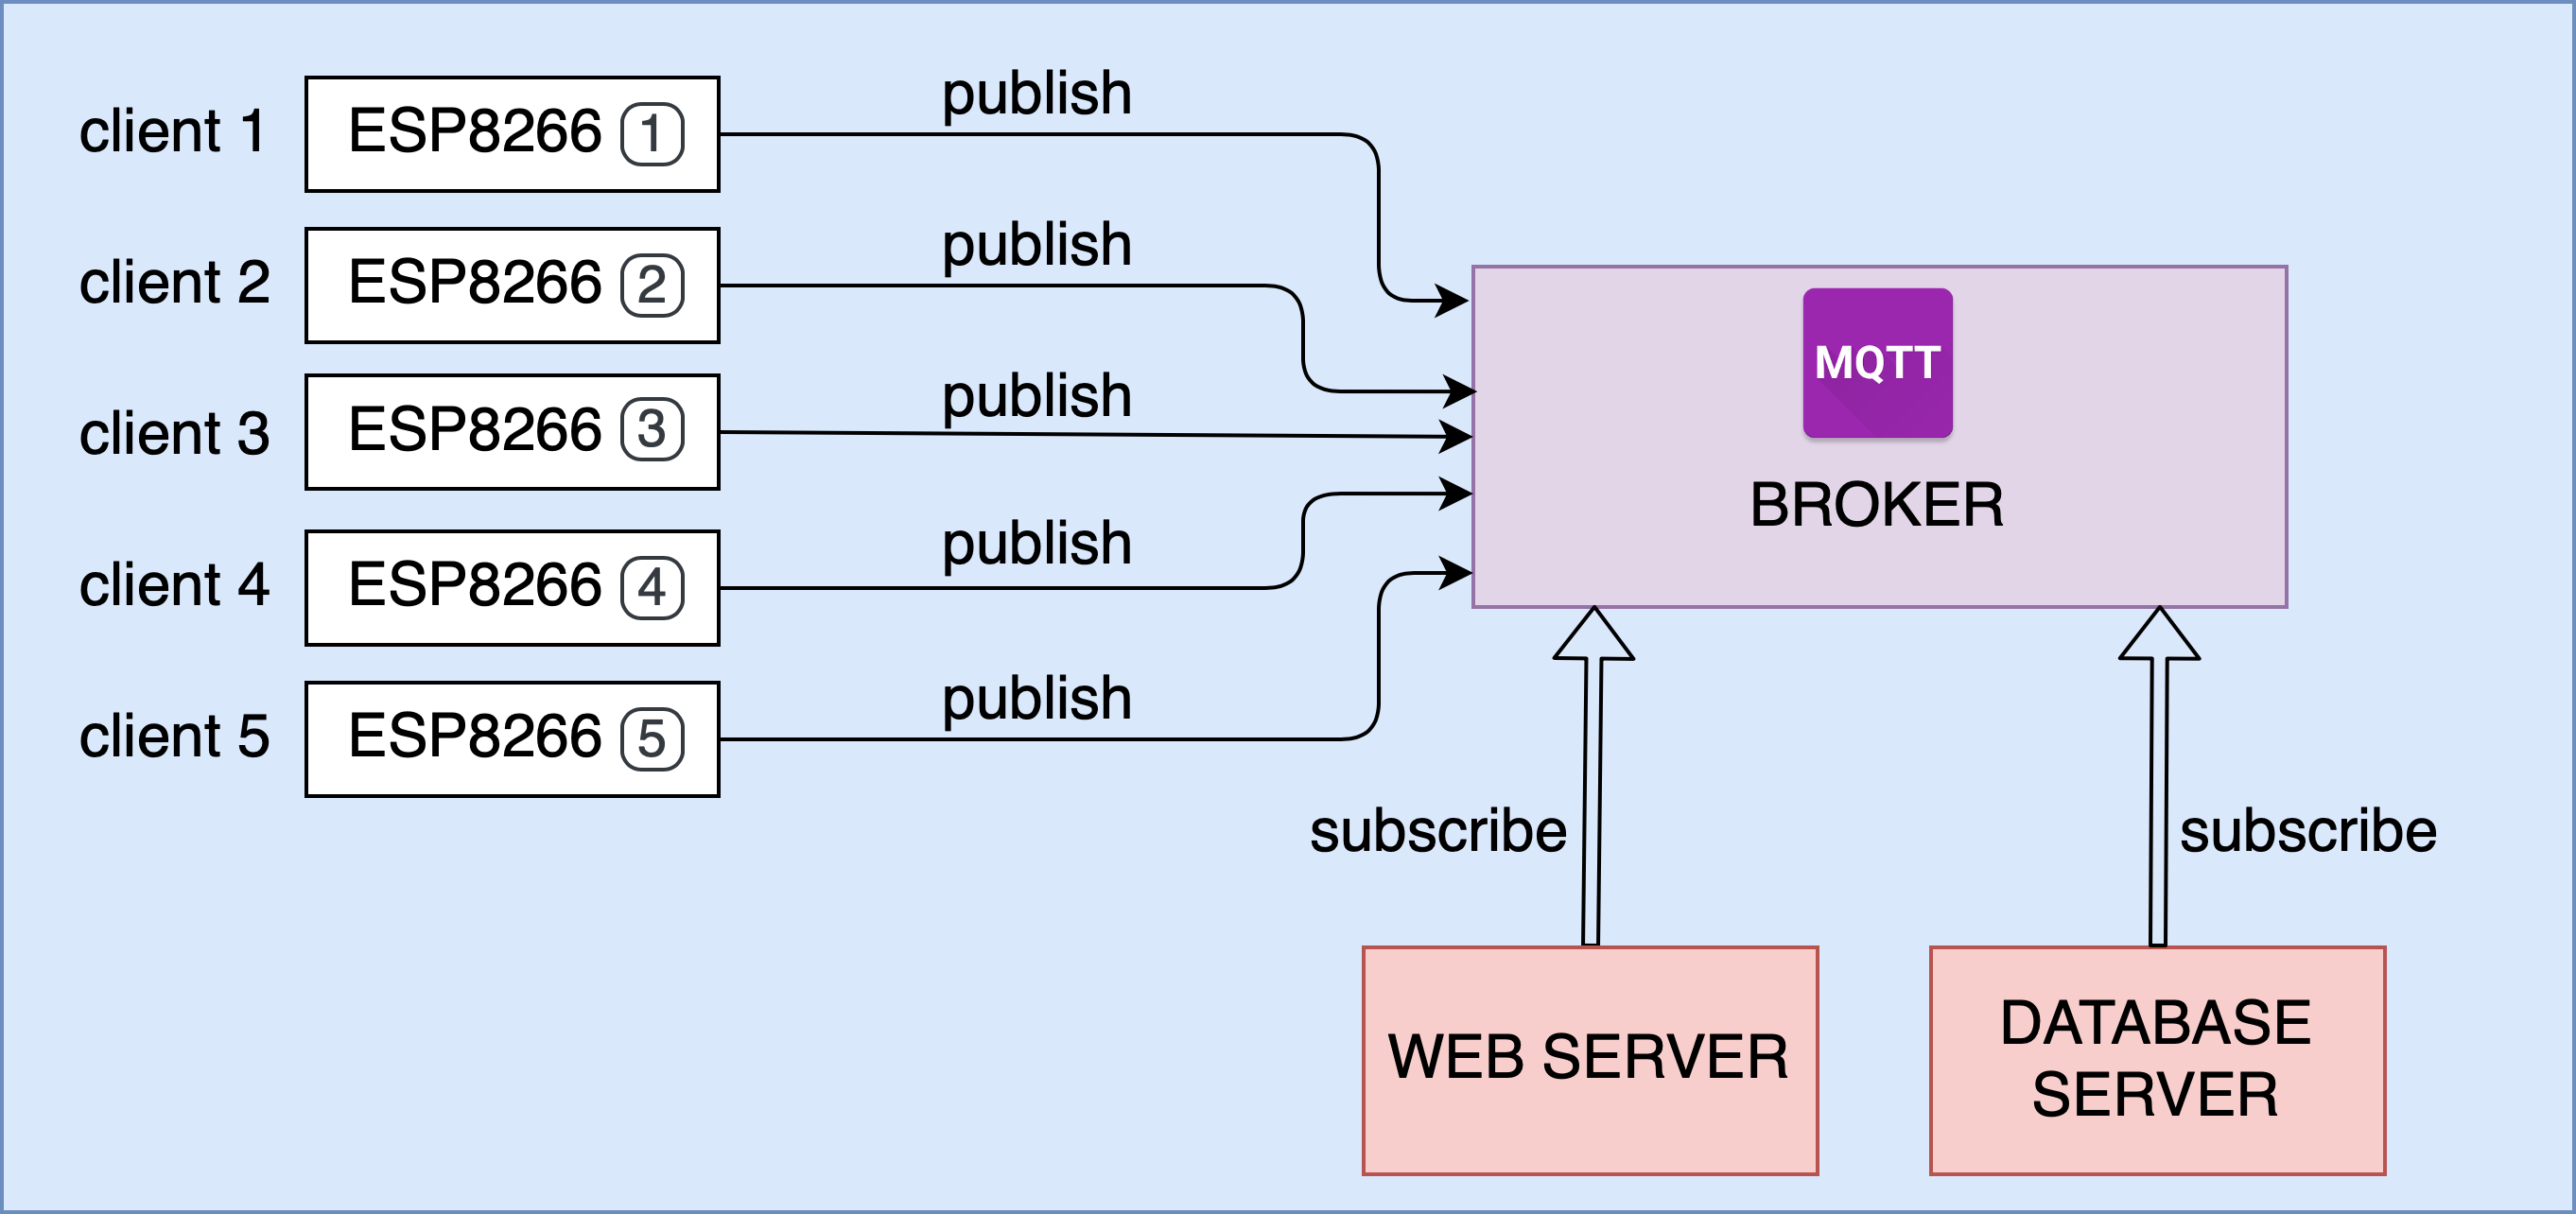 client 1 ESP8266 1 publish
client 2 ESP8266 2 publish
client 3 ESP8266 3 publish
client 4 ESP8266 4 publish
client 5 ESP8266 5 publish
MQTT
BROKER
subscribe
subscribe
WEB SERVER
DATABASE
SERVER